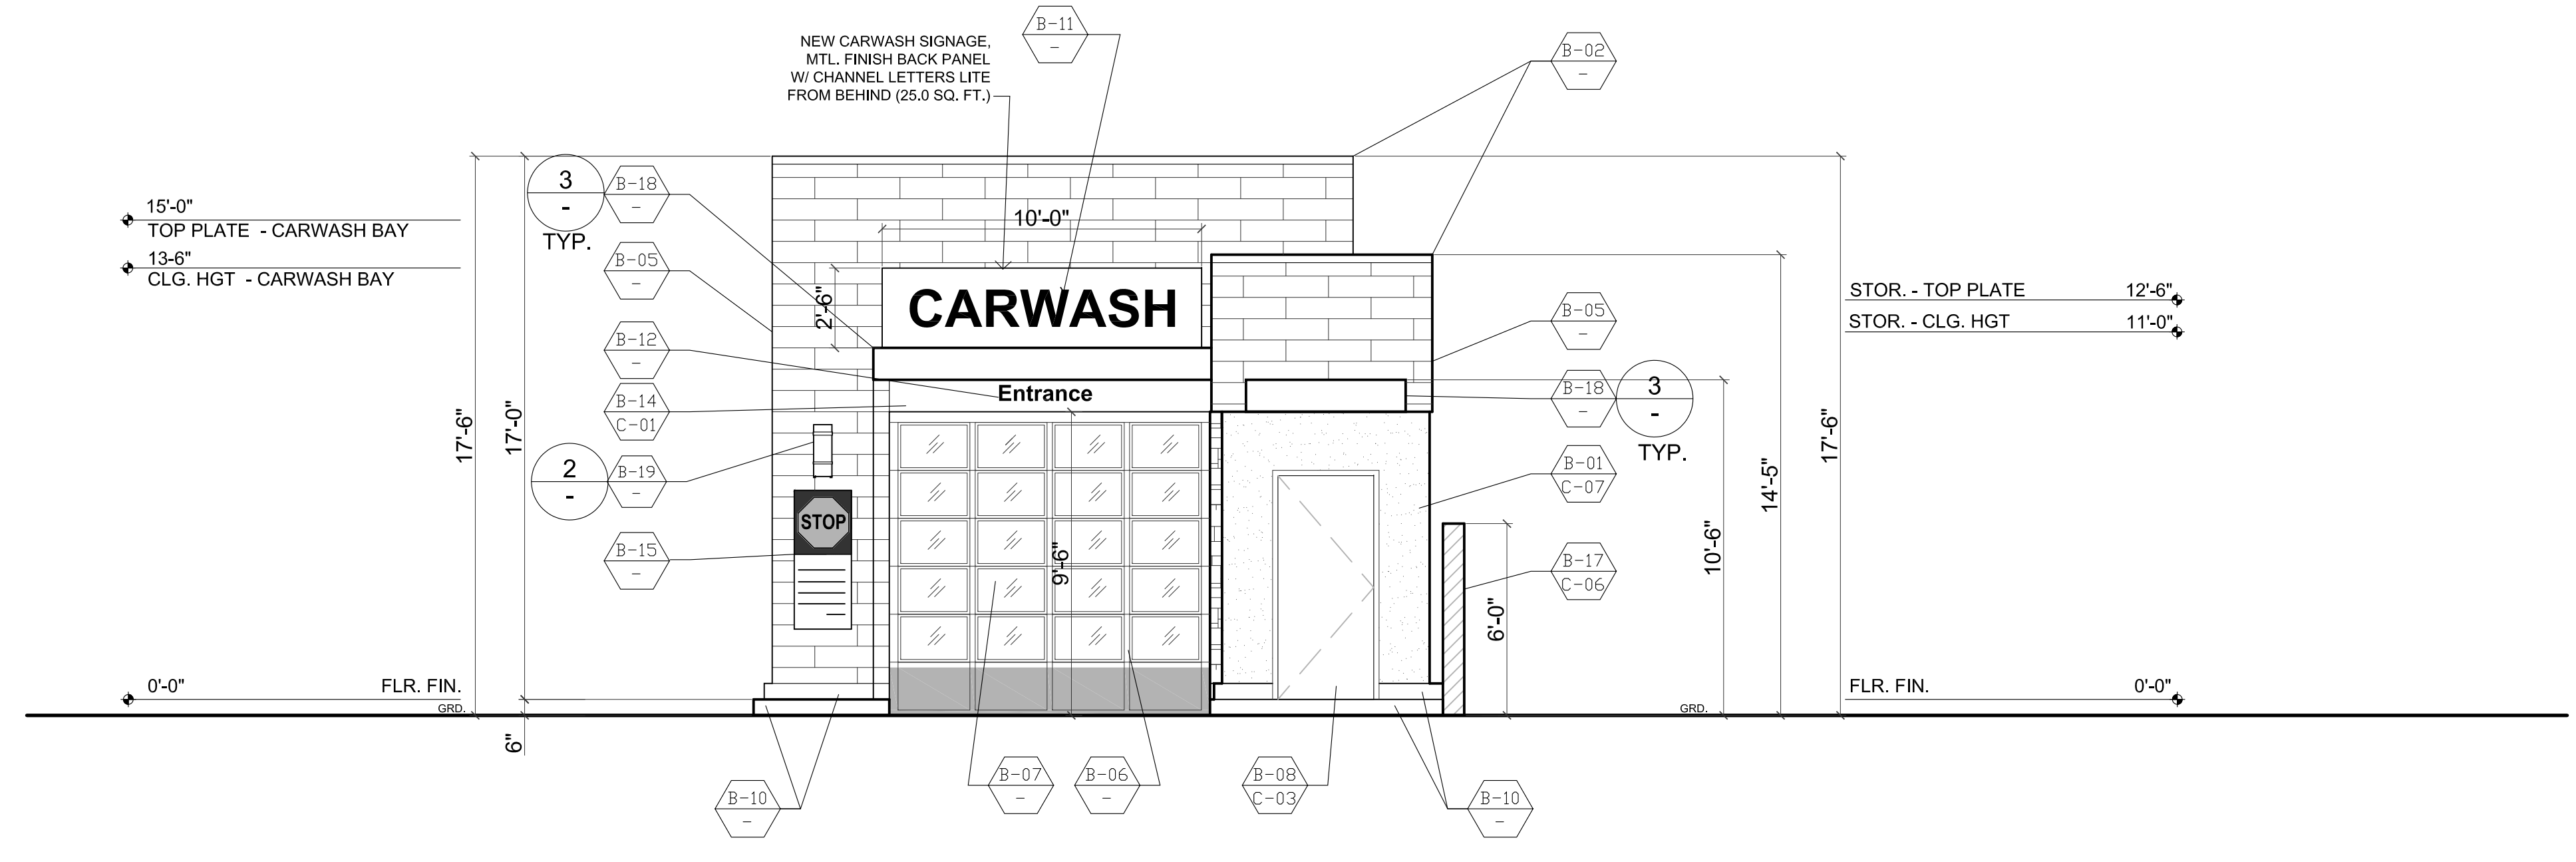 B-11
-
NEW CARWASH SIGNAGE,
MTL. FINISH BACK PANEL
W/ CHANNEL LETTERS LITE
FROM BEHIND (25.0 SQ. FT.)
B-02
-
3
-
TYP.
B-18
-
15'-0"
TOP PLATE - CARWASH BAY
13-6"
CLG. HGT - CARWASH BAY
10'-0"
B-05
-
2'-6"
CARWASH
STOR. - TOP PLATE 12'-6"
STOR. - CLG. HGT 11'-0"
B-05
-
B-12
-
Entrance
B-14
C-01
B-18
-
3
-
TYP.
17'-6"
17'-0"
17'-6"
14'-5"
2
-
B-19
-
B-01
C-07
STOP
B-15
-
9'-6"
10'-6"
B-17
C-06
6'-0"
0'-0" FLR. FIN.
GRD.
FLR. FIN. 0'-0"
GRD.
6"
B-10
-
B-07
-
B-06
-
B-08
C-03
B-10
-